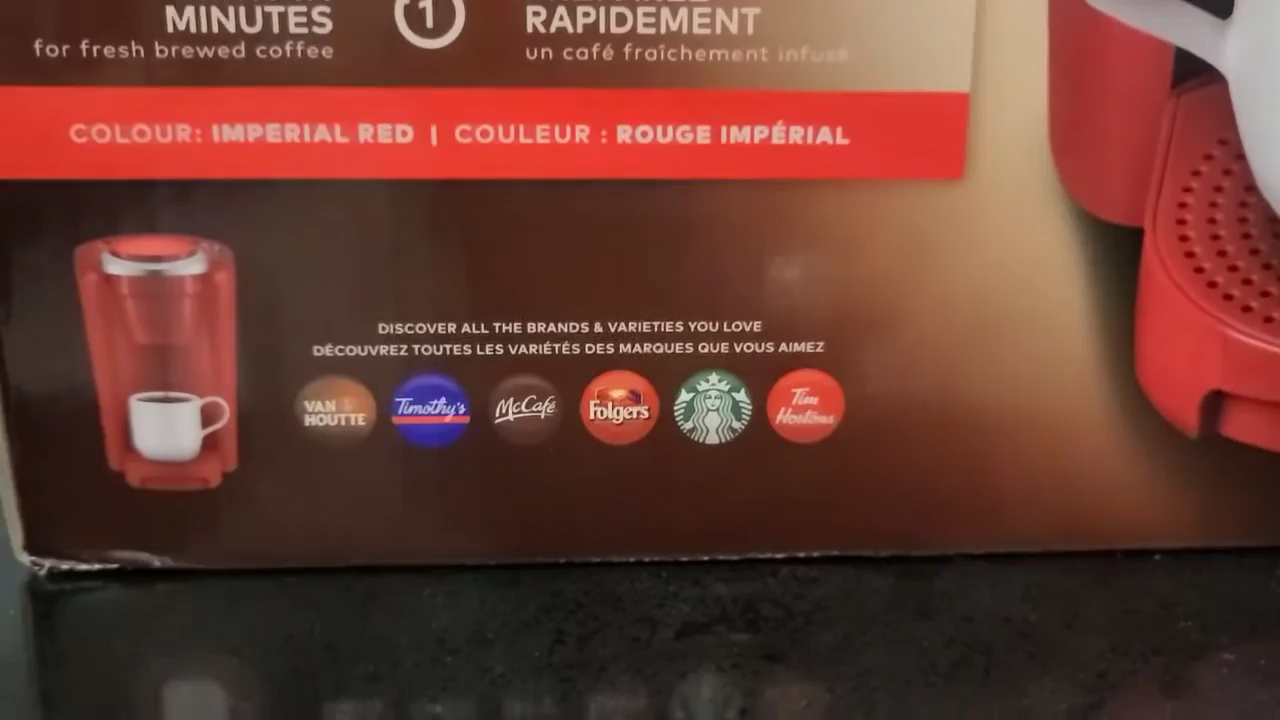 MINUTES
for fresh brewed coffee
1
RAPIDEMENT
un café fraîchement infusé
COLOUR: IMPERIAL RED | COULEUR : ROUGE IMPÉRIAL
DISCOVER ALL THE BRANDS & VARIETIES YOU LOVE
DÉCOUVREZ TOUTES LES VARIÉTÉS DES MARQUES QUE VOUS AIMEZ
VAN HOUTTE
Timothy's
McCafé
Folgers
Tim Hortons